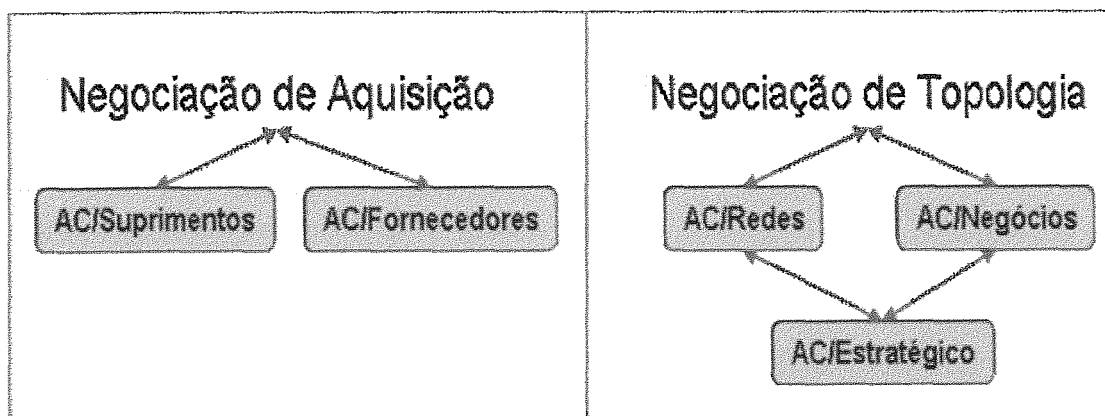 Negociação de Aquisição
AC/Suprimentos
AC/Fornecedores
Negociação de Topologia
AC/Redes
AC/Negócios
AC/Estratégico